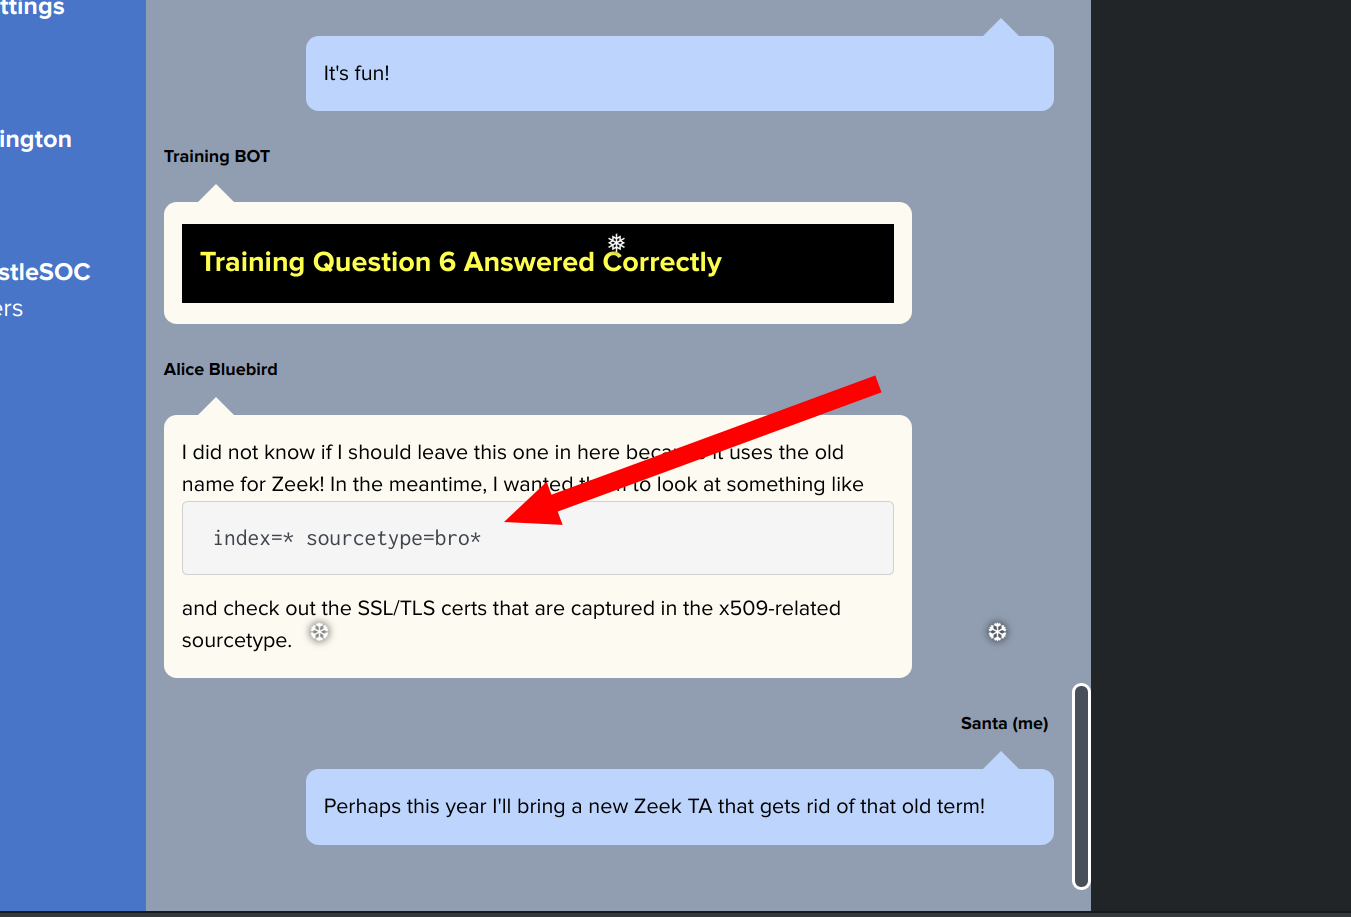 ttings
ington
stleSOC
ers
It's fun!
Training BOT
Training Question 6 Answered Correctly
Alice Bluebird
I did not know if I should leave this one in here it uses the old
name for Zeek! In the meantime, I wanted to look at something like
index=* sourcetype=bro*
and check out the SSL/TLS certs that are captured in the x509-related
sourcetype.
Santa (me)
Perhaps this year I'll bring a new Zeek TA that gets rid of that old term!